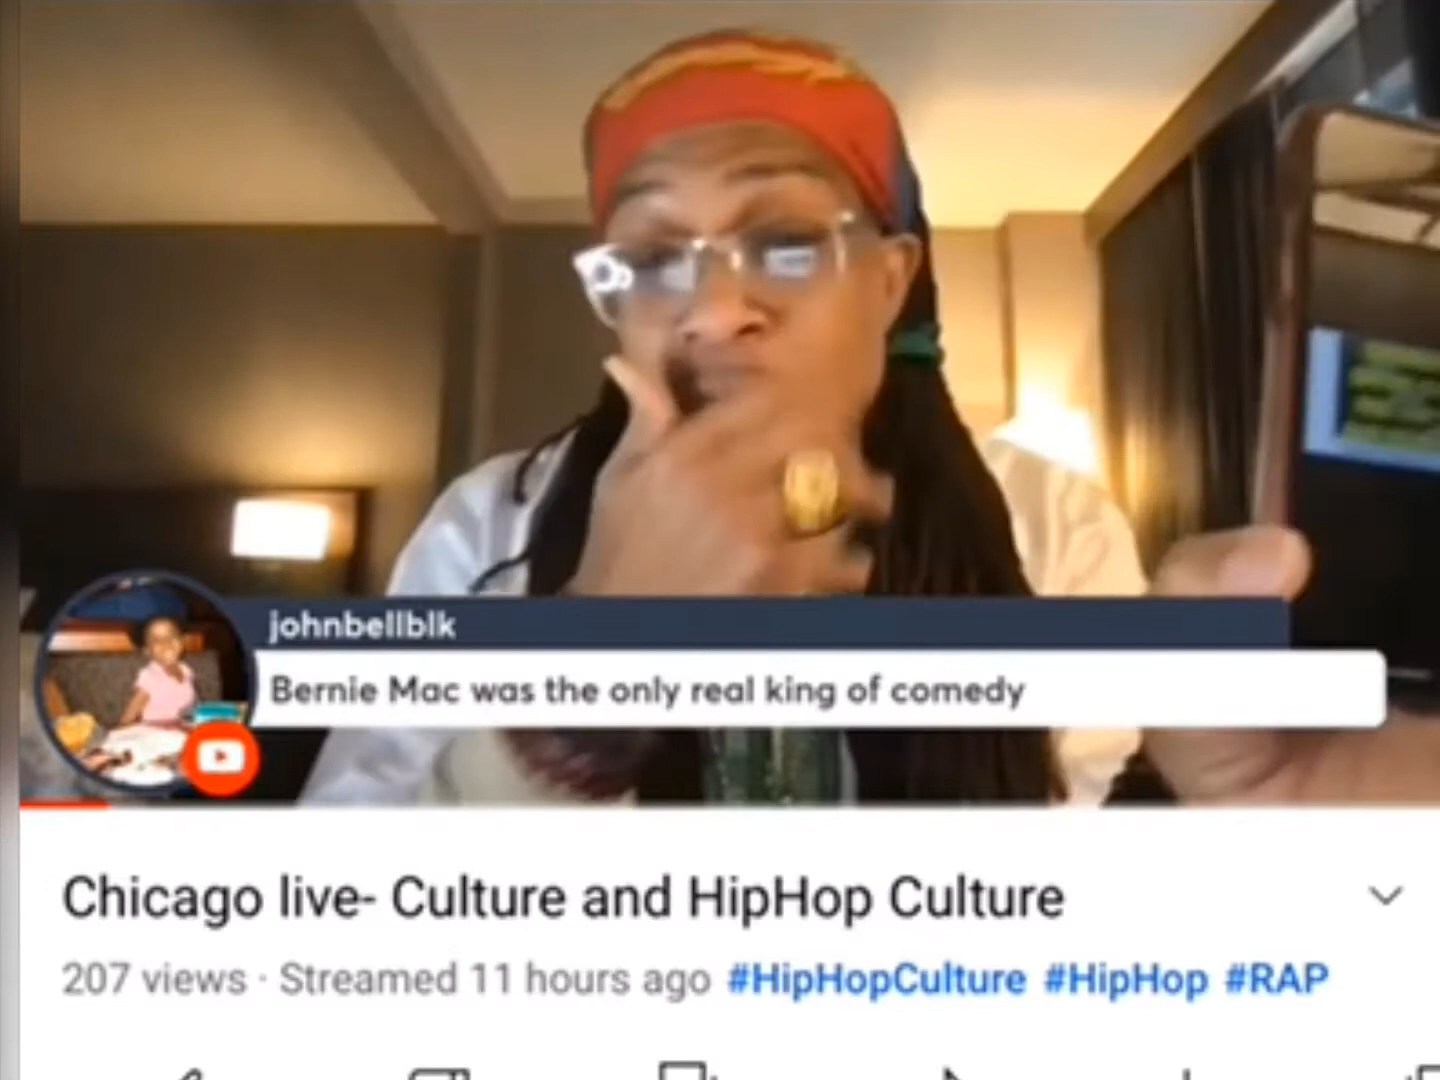 johnbellblk
Bernie Mac was the only real king of comedy
Chicago live- Culture and HipHop Culture
207 views · Streamed 11 hours ago #HipHopCulture #HipHop #RAP